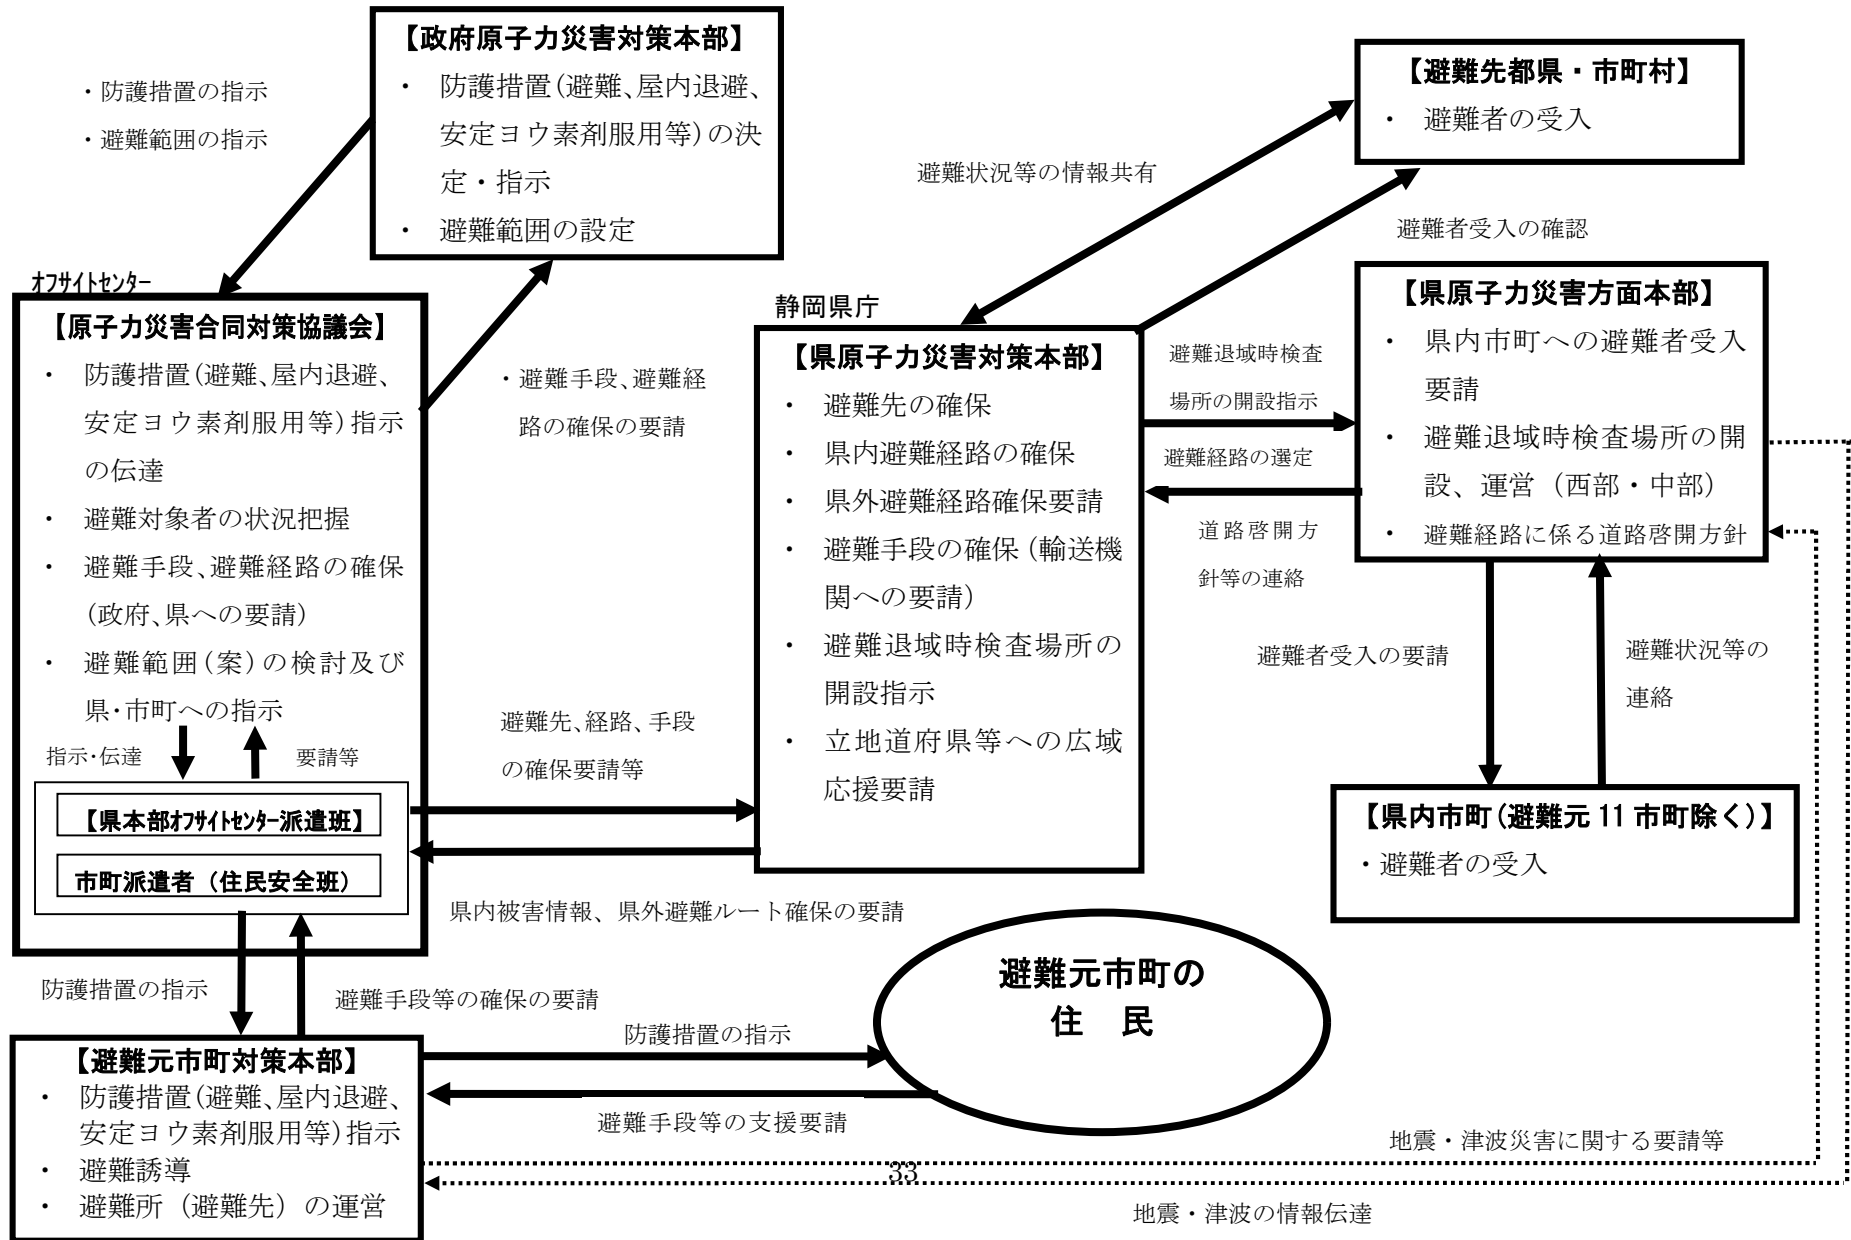 【政府原子力災害対策本部】
・ 防護措置(避難、屋内退避、
安定ヨウ素剤服用等)の決
定・指示
・ 避難範囲の設定
・防護措置の指示
・避難範囲の指示
【避難先都県・市町村】
・ 避難者の受入
避難状況等の情報共有
避難者受入の確認
オフサイトセンター
【原子力災害合同対策協議会】
・ 防護措置(避難、屋内退避、
安定ヨウ素剤服用等)指示
の伝達
・ 避難対象者の状況把握
・ 避難手段、避難経路の確保
(政府、県への要請)
・ 避難範囲(案)の検討及び
県・市町への指示
指示・伝達
要請等
【県本部オフサイトセンター派遣班】
市町派遣者(住民安全班)
・避難手段、避難経
路の確保の要請
避難先、経路、手段
の確保要請等
県内被害情報、県外避難ルート確保の要請
静岡県庁
【県原子力災害対策本部】
・ 避難先の確保
・ 県内避難経路の確保
・ 県外避難経路確保要請
・ 避難手段の確保(輸送機
関への要請)
・ 避難退域時検査場所の
開設指示
・ 立地道府県等への広域
応援要請
避難退域時検査
場所の開設指示
避難経路の選定
道路啓開方
針等の連絡
【県原子力災害方面本部】
・ 県内市町への避難者受入
要請
・ 避難退域時検査場所の開
設、運営(西部・中部)
・ 避難経路に係る道路啓開方針
避難者受入の要請
避難状況等の
連絡
【県内市町(避難元 11 市町除く)】
・避難者の受入
防護措置の指示
避難手段等の確保の要請
【避難元市町対策本部】
・ 防護措置(避難、屋内退避、
安定ヨウ素剤服用等)指示
・ 避難誘導
・ 避難所(避難先)の運営
防護措置の指示
避難手段等の支援要請
避難元市町の
住 民
地震・津波災害に関する要請等
33
地震・津波の情報伝達